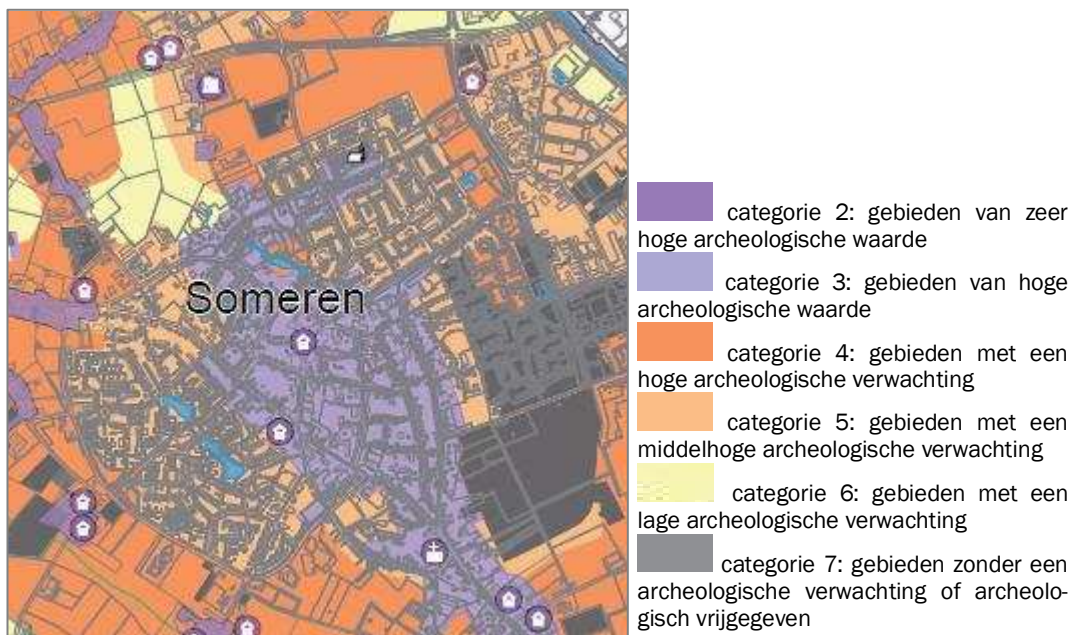 Someren
categorie 2: gebieden van zeer
hoge archeologische waarde
categorie 3: gebieden van hoge
archeologische waarde
categorie 4: gebieden met een
hoge archeologische verwachting
categorie 5: gebieden met een
middelhoge archeologische verwachting
categorie 6: gebieden met een
lage archeologische verwachting
categorie 7: gebieden zonder een
archeologische verwachting of archeolo-
gisch vrijgegeven